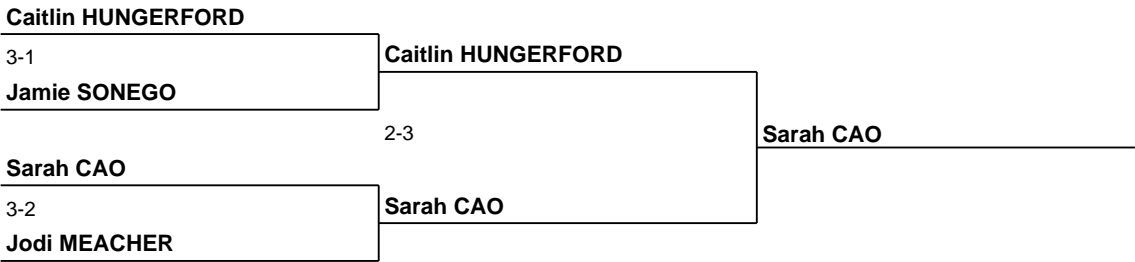 Caitlin HUNGERFORD
3-1
Caitlin HUNGERFORD
Jamie SONEGO
2-3
Sarah CAO
Sarah CAO
3-2
Sarah CAO
Jodi MEACHER